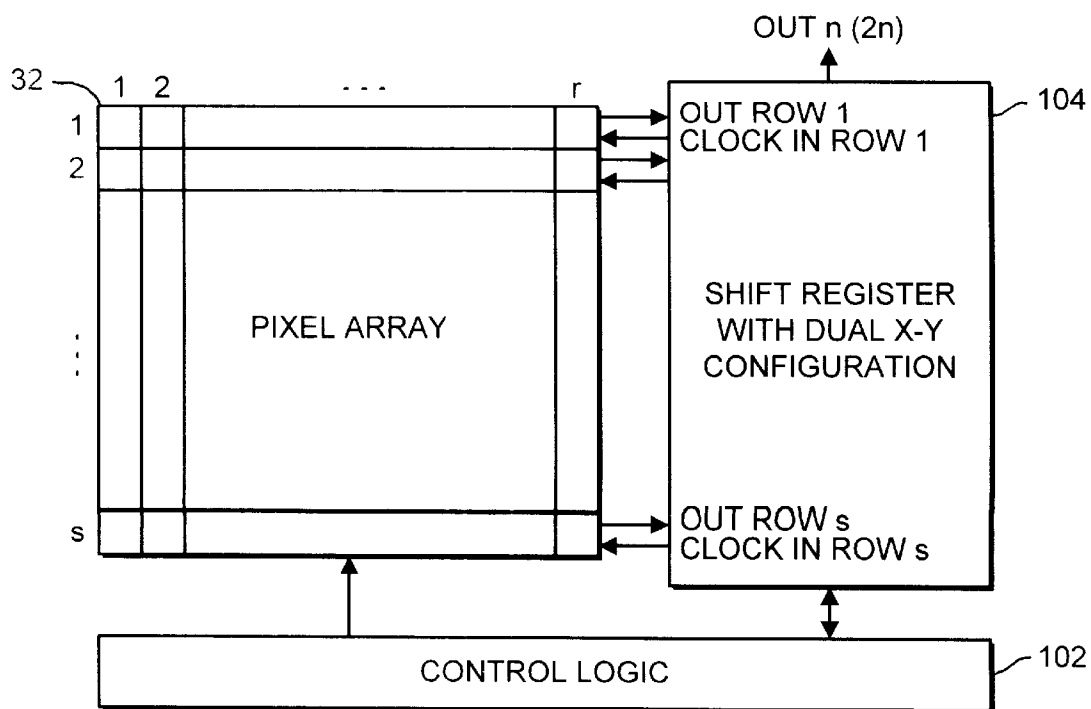 OUT n (2n)
32
1 2 ... r
104
1
OUT ROW 1
CLOCK IN ROW 1
2
PIXEL ARRAY
SHIFT REGISTER
WITH DUAL X-Y
CONFIGURATION
...
s
OUT ROW s
CLOCK IN ROW s
CONTROL LOGIC
102